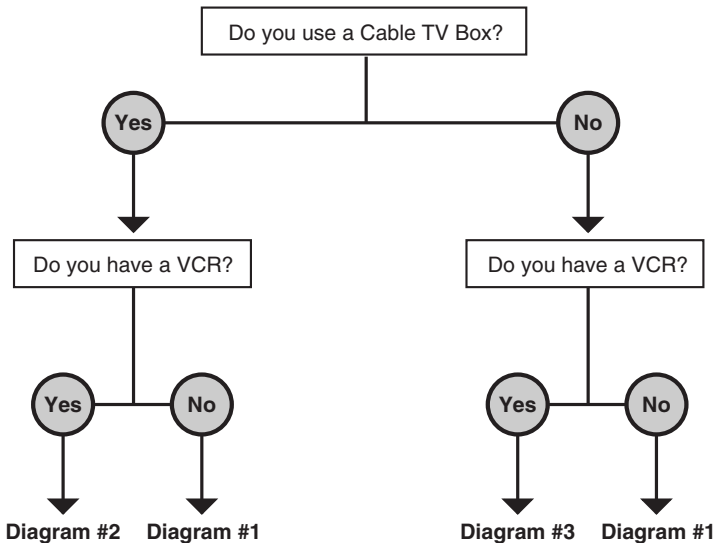 Do you use a Cable TV Box?
Yes
No
Do you have a VCR?
Do you have a VCR?
Yes
No
Yes
No
Diagram #2
Diagram #1
Diagram #3
Diagram #1